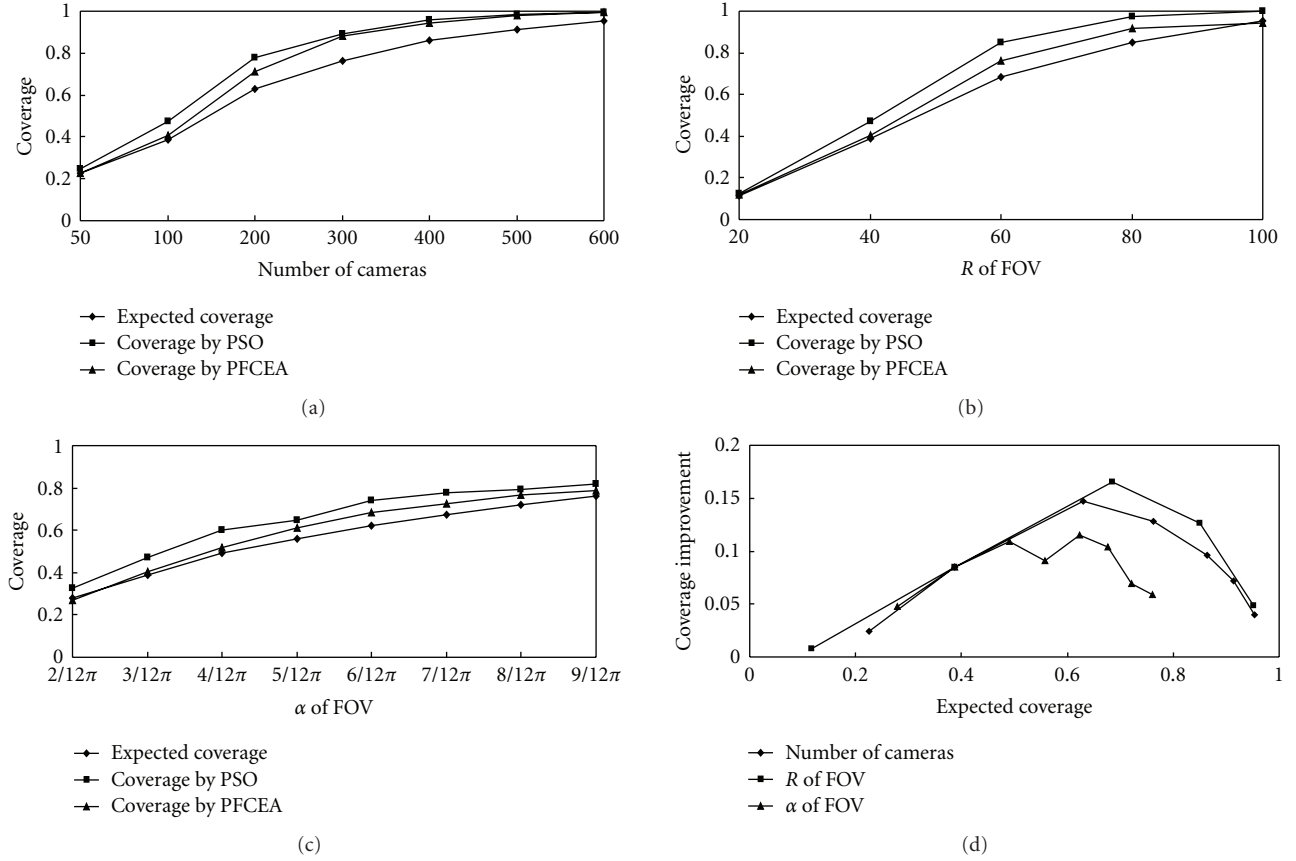 1
0.8
0.6
0.4
0.2
0
Coverage
50 100 200 300 400 500 600
Number of cameras
Expected coverage
Coverage by PSO
Coverage by PFCEA
(a)
1
0.8
0.6
0.4
0.2
0
Coverage
20 40 60 80 100
R of FOV
Expected coverage
Coverage by PSO
Coverage by PFCEA
(b)
1
0.8
0.6
0.4
0.2
0
Coverage
2/12π 3/12π 4/12π 5/12π 6/12π 7/12π 8/12π 9/12π
α of FOV
Expected coverage
Coverage by PSO
Coverage by PFCEA
(c)
0.2
0.15
0.1
0.05
0
Coverage improvement
0 0.2 0.4 0.6 0.8 1
Expected coverage
Number of cameras
R of FOV
α of FOV
(d)